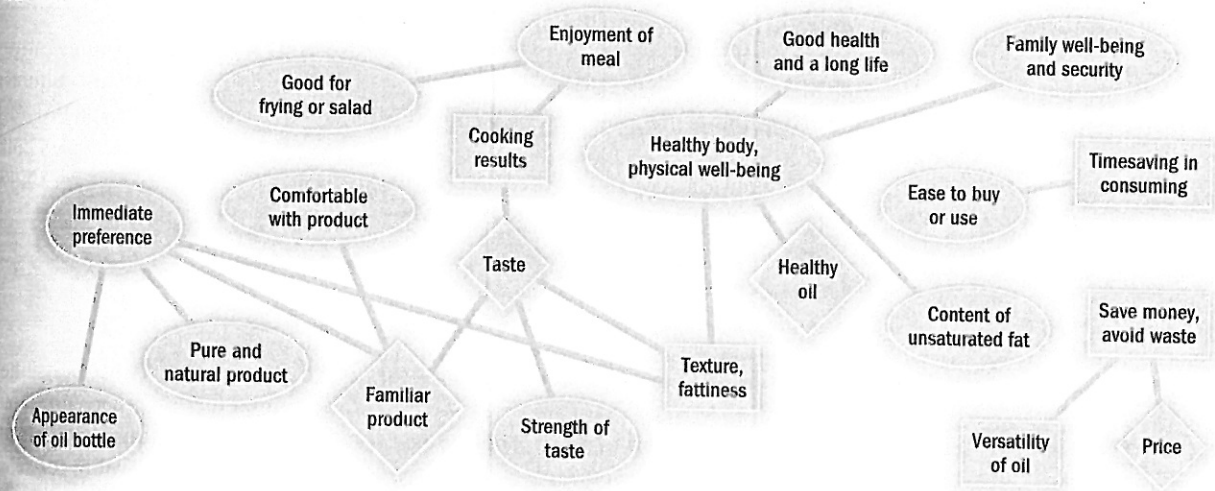 Enjoyment of
meal
Good health
and a long life
Family well-being
and security
Good for
frying or salad
Cooking
results
Healthy body,
physical well-being
Timesaving in
consuming
Comfortable
with product
Ease to buy
or use
Immediate
preference
Taste
Healthy
oil
Content of
unsaturated fat
Save money,
avoid waste
Pure and
natural product
Texture,
fattiness
Familiar
product
Appearance
of oil bottle
Strength of
taste
Versatility
of oil
Price